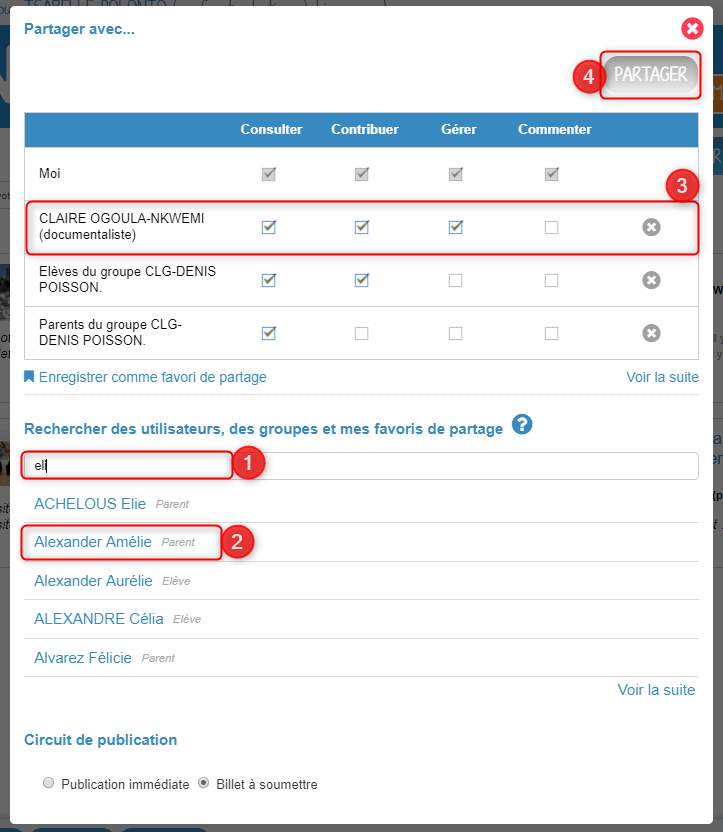 Partager avec...
4
PARTAGER
Consulter Contribuer Gérer Commenter
Moi
3
CLAIRE OGOULA-NKWEMI
(documentaliste)
Elèves du groupe CLG-DENIS
POISSON.
Parents du groupe CLG-
DENIS POISSON.
Enregistrer comme favori de partage
Voir la suite
Rechercher des utilisateurs, des groupes et mes favoris de partage ?
eli
1
ACHELOUS Elie Parent
Alexander Amélie Parent
2
Alexander Aurélie Elève
ALEXANDRE Célia Elève
Alvarez Félicie Parent
Voir la suite
Circuit de publication
Publication immédiate Billet à soumettre